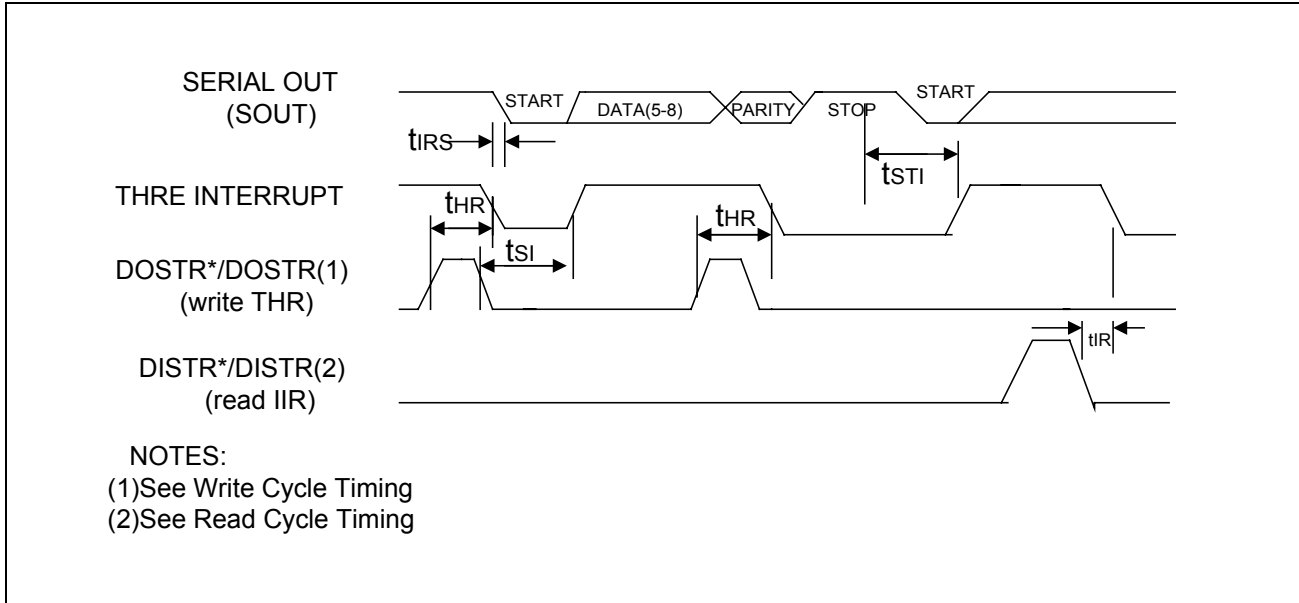 SERIAL OUT
(SOUT)
START
DATA(5-8)
PARITY
STOP
START
tIRS
tSTI
THRE INTERRUPT
tHR
tHR
tSI
DOSTR*/DOSTR(1)
(write THR)
tIR
DISTR*/DISTR(2)
(read IIR)
NOTES:
(1)See Write Cycle Timing
(2)See Read Cycle Timing